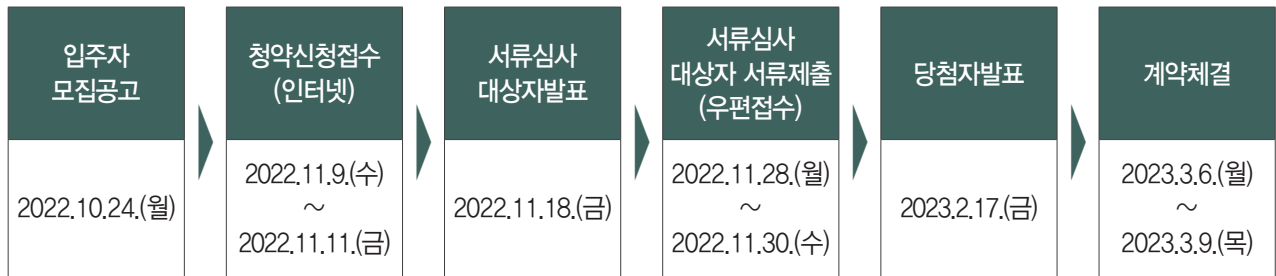 입주자
모집공고
2022.10.24.(월)
청약신청접수
(인터넷)
2022.11.9.(수)
~
2022.11.11.(금)
서류심사
대상자발표
2022.11.18.(금)
서류심사
대상자 서류제출
(우편접수)
2022.11.28.(월)
~
2022.11.30.(수)
당첨자발표
2023.2.17.(금)
계약체결
2023.3.6.(월)
~
2023.3.9.(목)